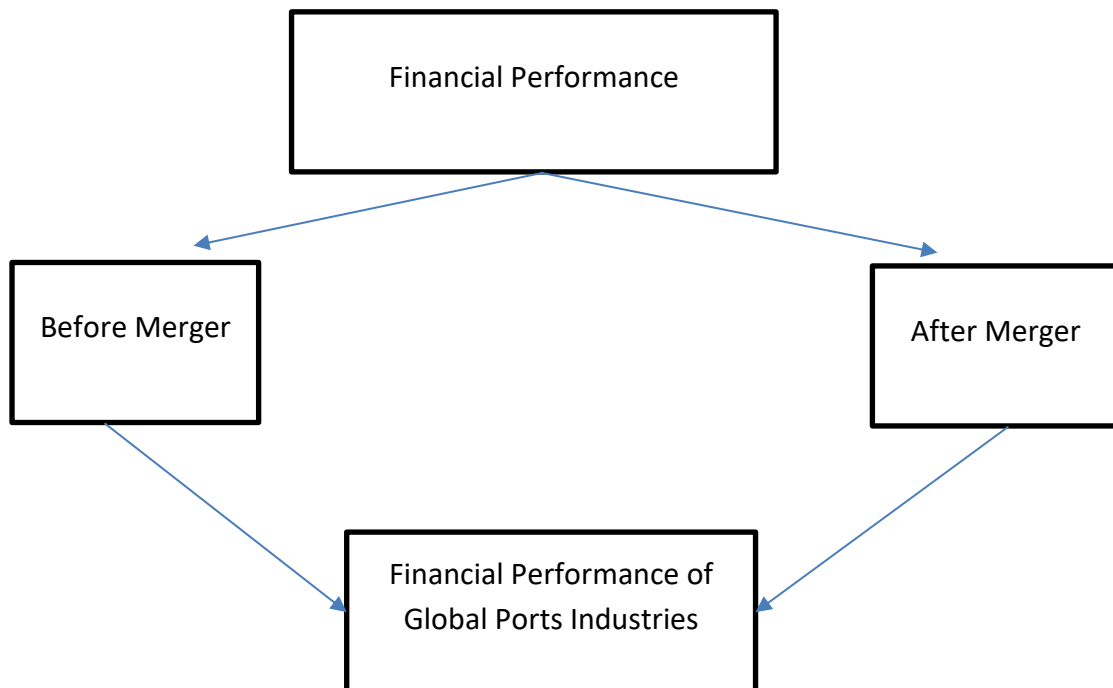 Financial Performance
Before Merger
After Merger
Financial Performance of
Global Ports Industries